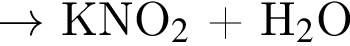 → KNO₂ + H₂O